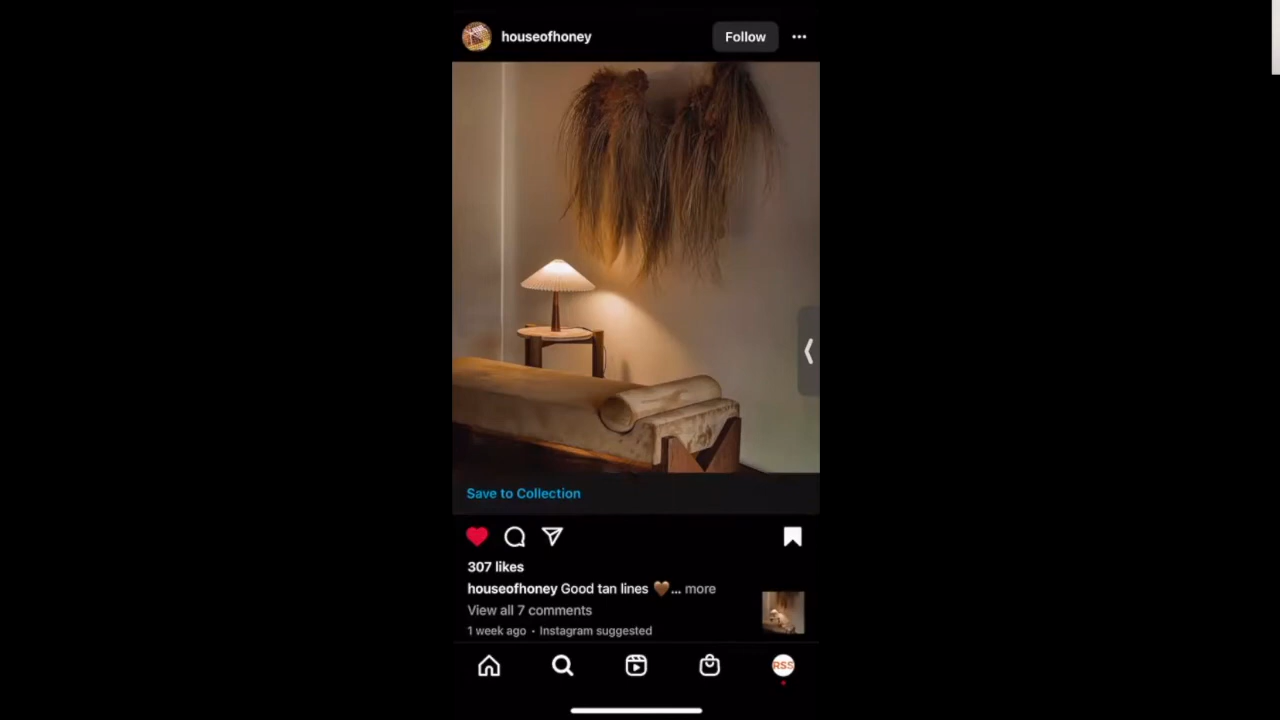 houseofhoney
Follow
Save to Collection
307 likes
houseofhoney Good tan lines 🤎... more
View all 7 comments
1 week ago • Instagram suggested
RSS